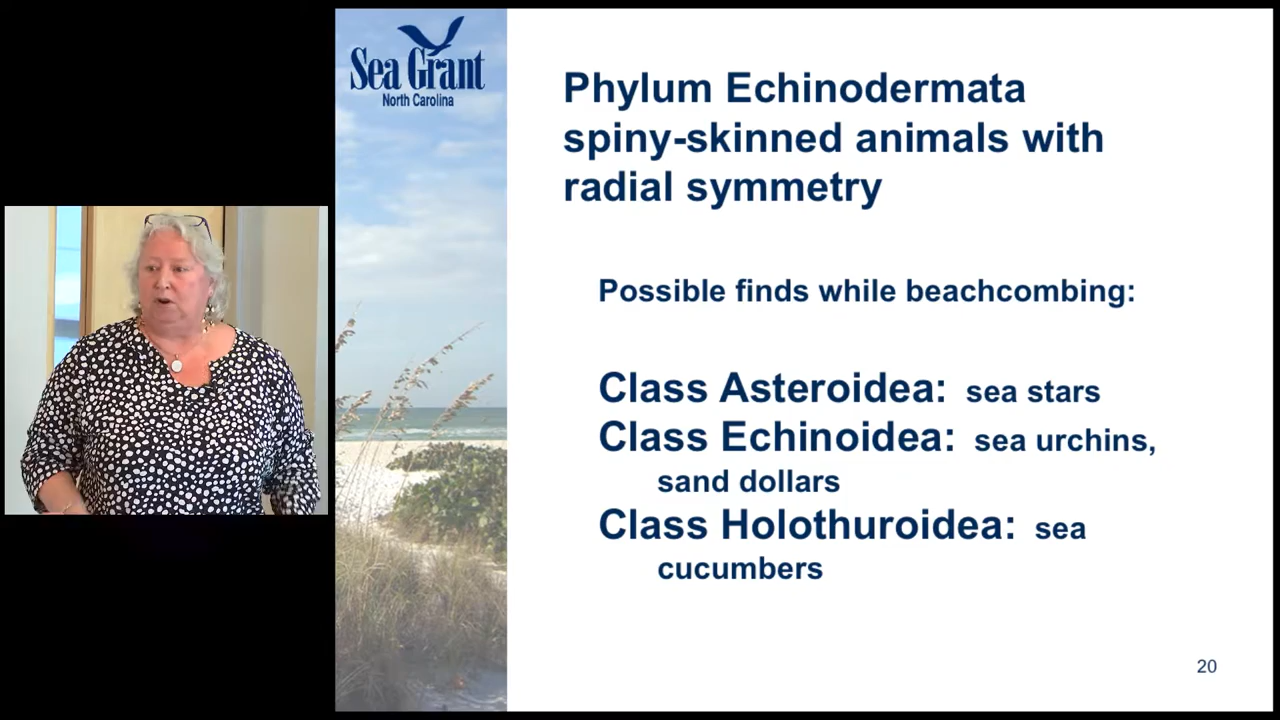 Sea Grant
North Carolina
Phylum Echinodermata
spiny-skinned animals with
radial symmetry
Possible finds while beachcombing:
Class Asteroidea: sea stars
Class Echinoidea: sea urchins,
sand dollars
Class Holothuroidea: sea
cucumbers
20